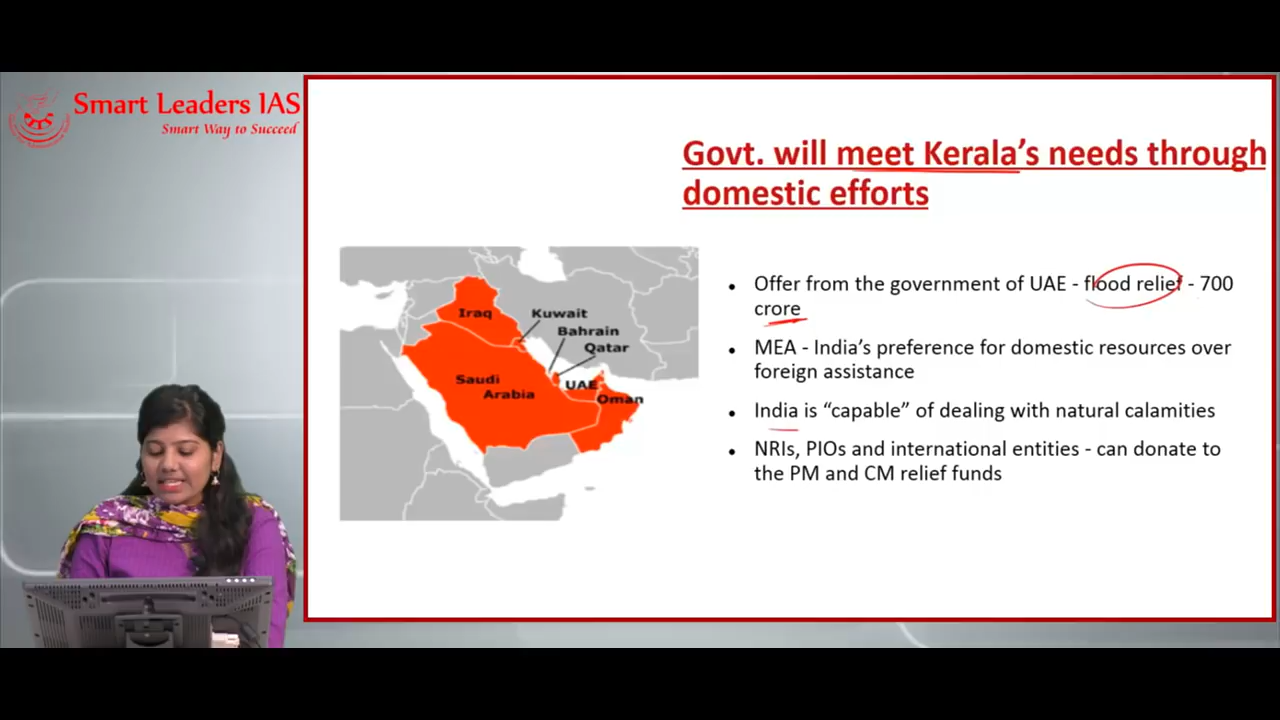 Smart Leaders IAS
Smart Way to Succeed
Govt. will meet Kerala's needs through
domestic efforts
Iraq
Kuwait
Bahrain
Qatar
Saudi
Arabia
UAE
Oman
• Offer from the government of UAE - flood relief - 700
crore
• MEA - India's preference for domestic resources over
foreign assistance
• India is “capable” of dealing with natural calamities
• NRIs, PIOs and international entities - can donate to
the PM and CM relief funds